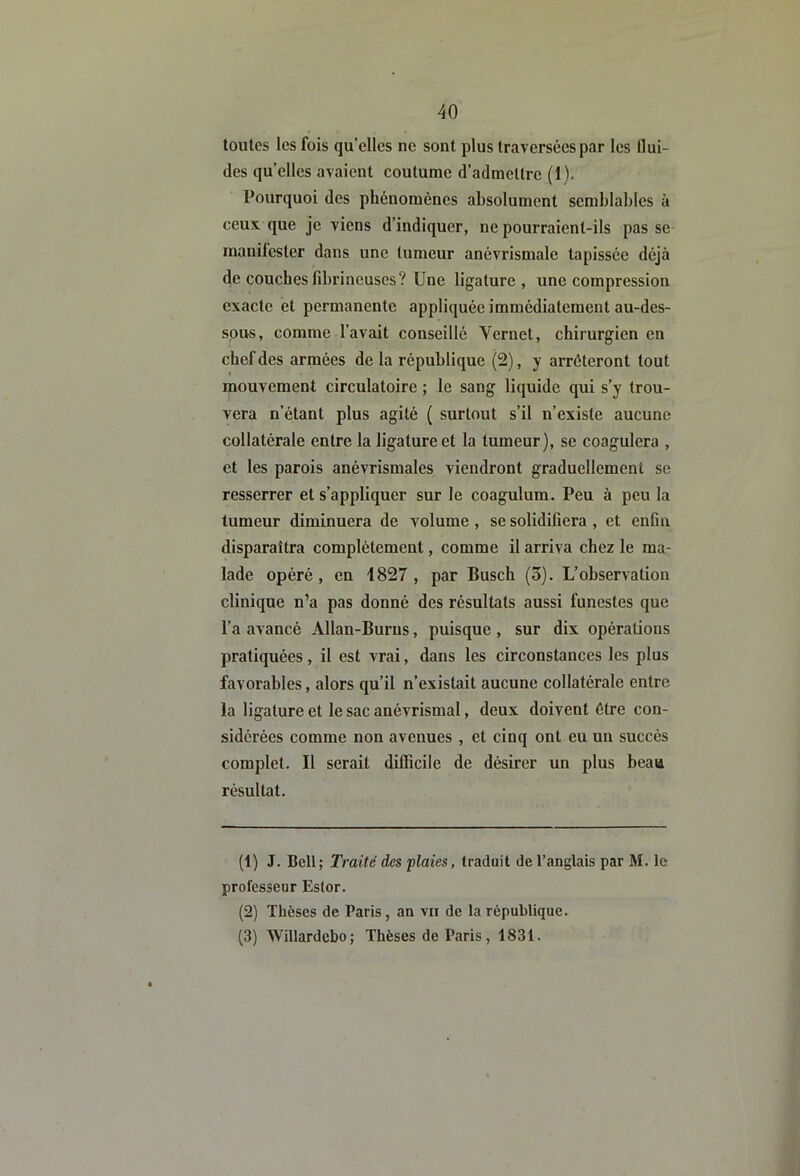 40
toutes les fois qu'elles ne sont plus traversées par les flui-
des qu'elles avaient coutume d'admettre (1).
Pourquoi des phénomènes absolument semblables à
ceux que je viens d'indiquer, ne pourraient-ils pas se
manifester dans une tumeur anévrismale tapissée déjà
de couches fibrineuses? Une ligature , une compression
exacte et permanente appliquée immédiatement au-des-
sous, comme l'avait conseillé Vernet, chirurgien en
chef des armées de la république (2), y arrêteront tout
mouvement circulatoire ; le sang liquide qui s'y trou-
vera n'étant plus agité ( surtout s'il n'existe aucune
collatérale entre la ligature et la tumeur), se coagulera ,
et les parois anévrismales viendront graduellement se
resserrer et s'appliquer sur le coagulum. Peu à peu la
tumeur diminuera de volume , se solidifiera , et enfin
disparaîtra complètement, comme il arriva chez le ma-
lade opéré , en 1827 , par Busch (3). L'observation
clinique n'a pas donné des résultats aussi funestes que
l'a avancé Allan-Burns, puisque , sur dix opérations
pratiquées, il est vrai, dans les circonstances les plus
favorables, alors qu'il n'existait aucune collatérale entre
la ligature et le sac anévrismal, deux doivent être con-
sidérées comme non avenues , et cinq ont eu un succès
complet. Il serait difficile de désirer un plus beau
résultat.
(1) J. Bell; Traité des plaies, traduit de l'anglais par M. le
professeur Estor.
(2) Thèses de Paris, an VII de la république.
(3) Willardebo; Thèses de Paris, 1831.